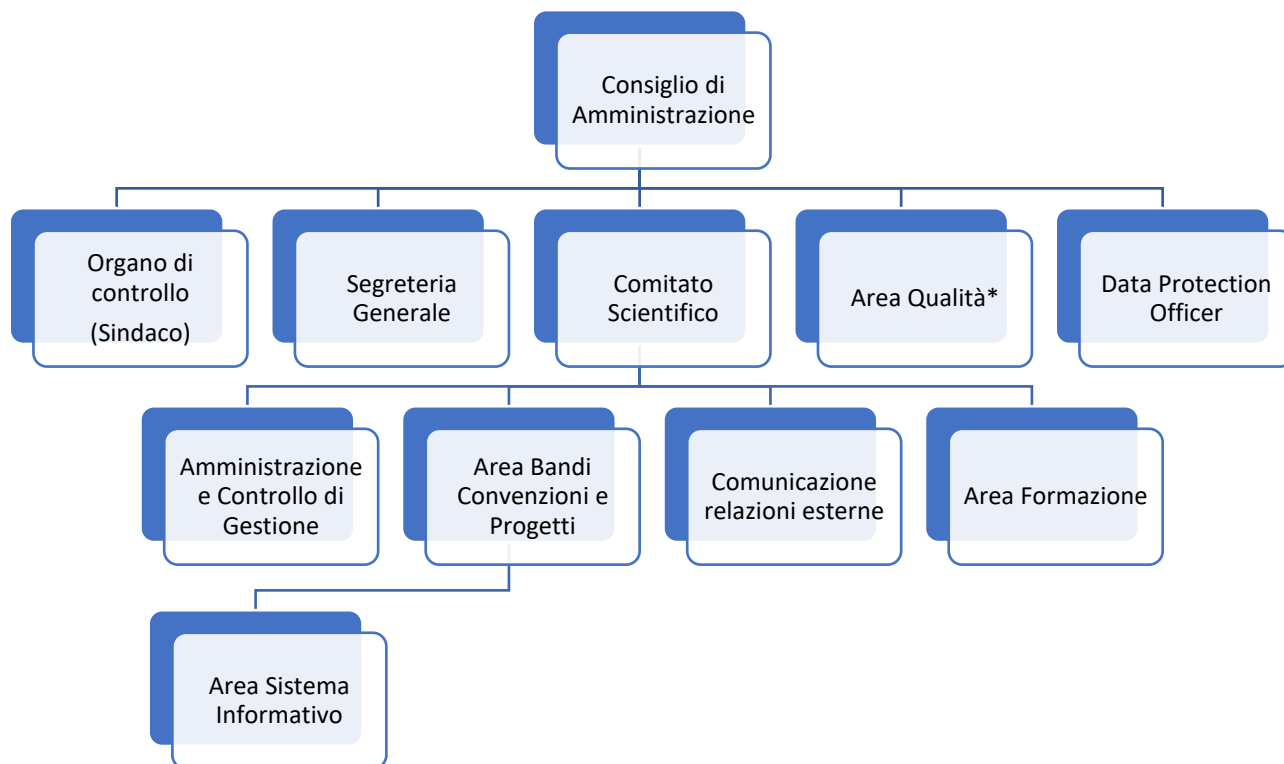 Consiglio di
Amministrazione
Organo di
controllo
(Sindaco)
Segreteria
Generale
Comitato
Scientifico
Area Qualità*
Data Protection
Officer
Amministrazione
e Controllo di
Gestione
Area Bandi
Convenzioni e
Progetti
Comunicazione
relazioni esterne
Area Formazione
Area Sistema
Informativo